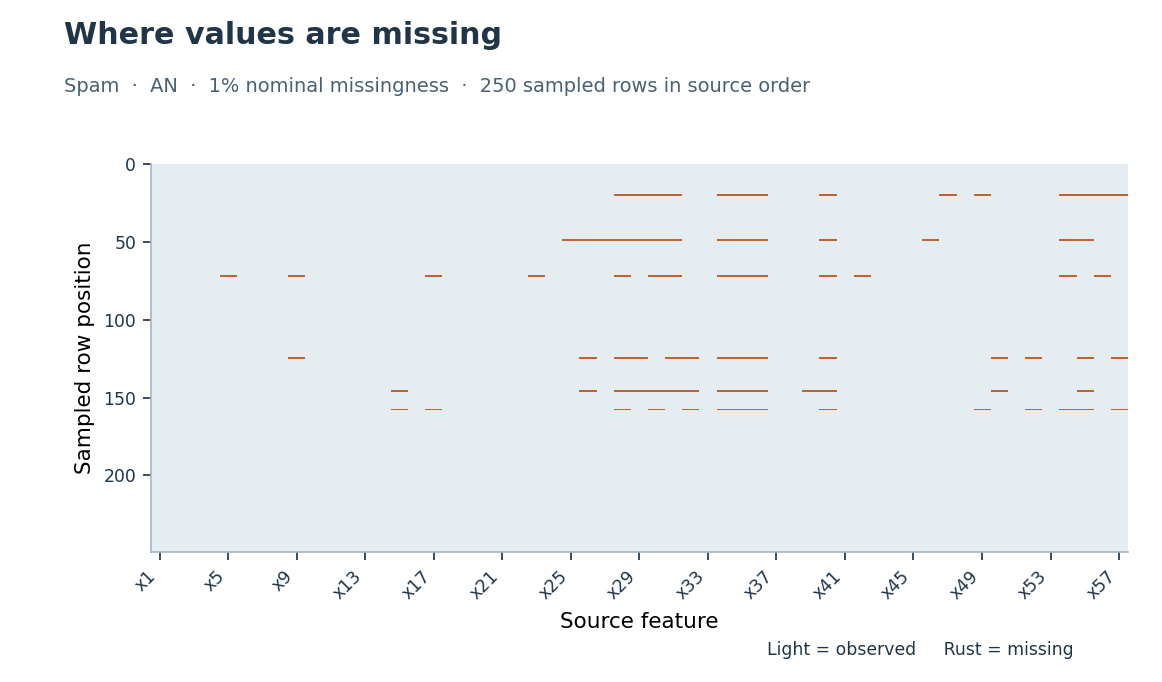 Where values are missing
Spam · AN · 1% nominal missingness · 250 sampled rows in source order
Sampled row position
0
50
100
150
200
x1 x5 x9 x13 x17 x21 x25 x29 x33 x37 x41 x45 x49 x53 x57
Source feature
Light = observed Rust = missing